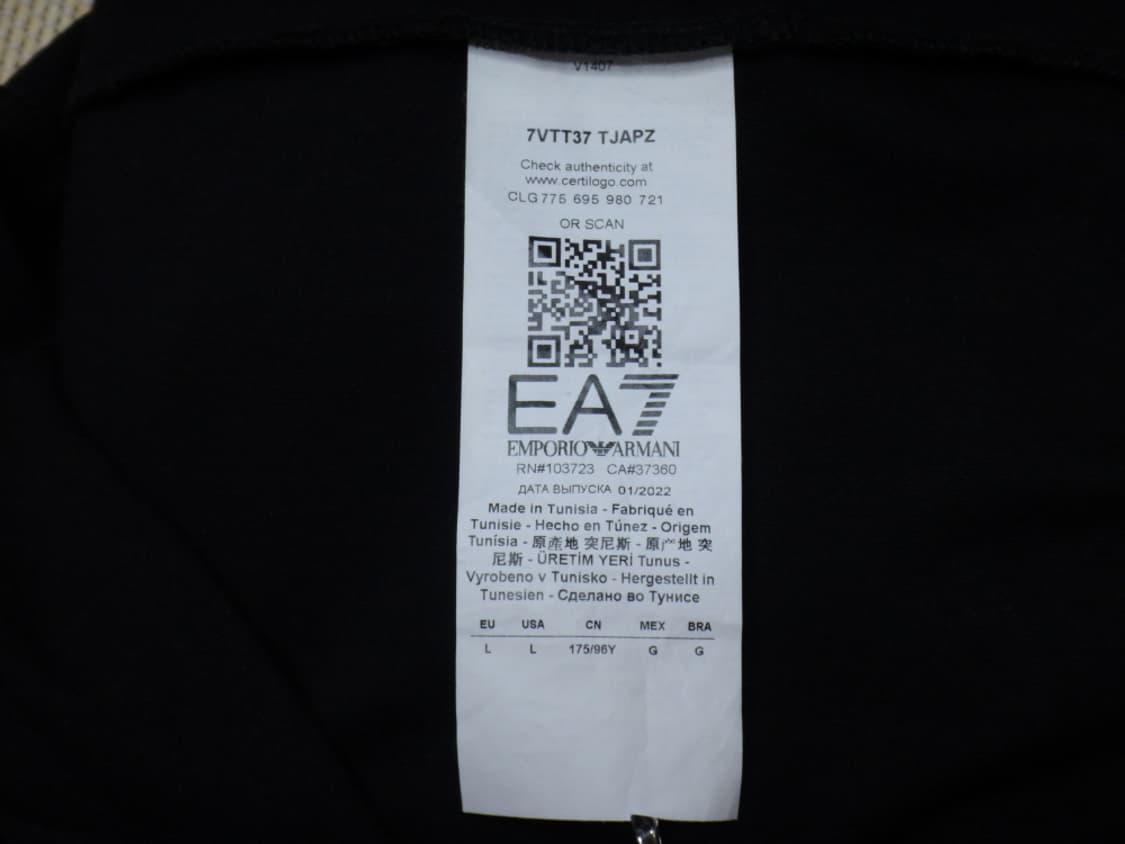 V1407
7VTT37 TJAPZ
Check authenticity at
www.certilogo.com
CLG 775 695 980 721
OR SCAN
EA7
EMPORIO ARMANI
RN#103723 CA#37360
ДАТА ВЫПУСКА 01/2022
Made in Tunisia - Fabriqué en
Tunisie - Hecho en Túnez - Origem
Tunísia - 原產地 突尼斯 - 原产地 突
尼斯 - ÜRETİM YERİ Tunus -
Vyrobeno v Tunisko - Hergestellt in
Tunesien - Сделано во Тунисе
EU USA CN MEX BRA
L L 175/96Y G G